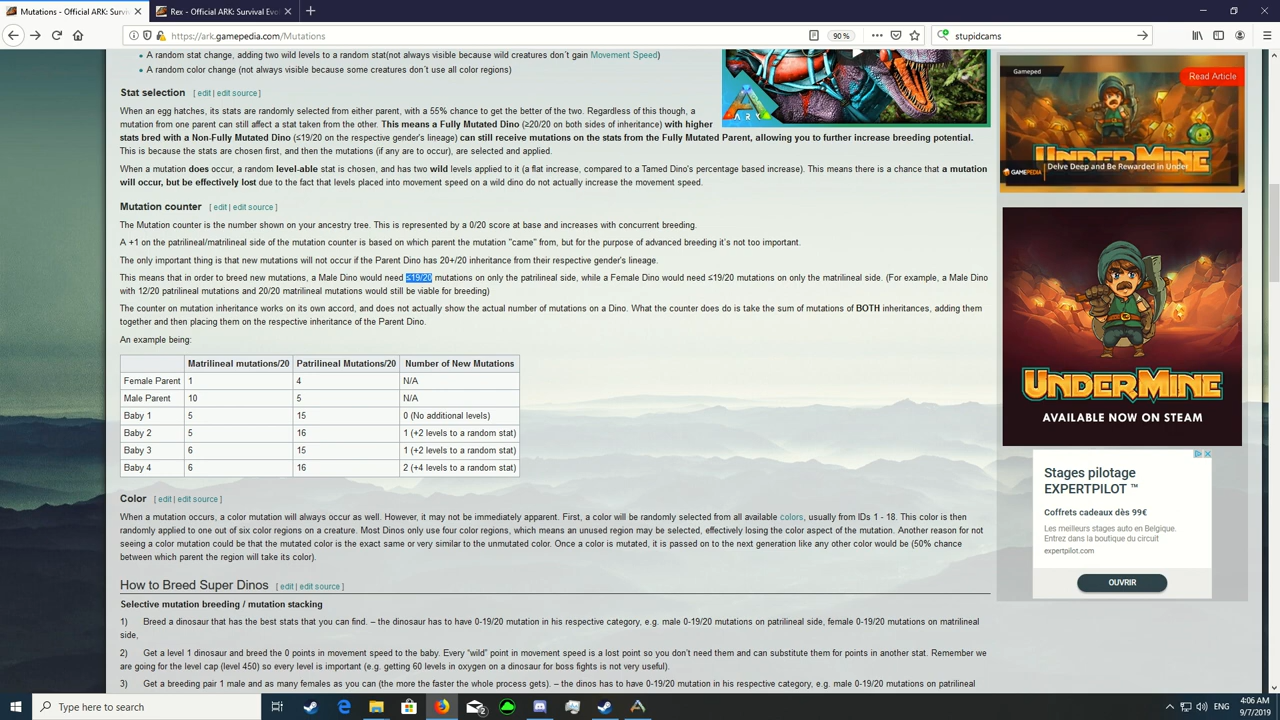 Mutations - Official ARK: Surviv
Rex - Official ARK: Survival Evol
https://ark.gamepedia.com/Mutations
90%
stupidcams
• A random stat change, adding two wild levels to a random stat(not always visible because wild creatures don´t gain Movement Speed)
• A random color change (not always visible because some creatures don´t use all color regions)
Stat selection [ edit | edit source ]
When an egg hatches, its stats are randomly selected from either parent, with a 55% chance to get the better of the two. Regardless of this though, a
mutation from one parent can still affect a stat taken from the other. This means a Fully Mutated Dino (≥20/20 on both sides of inheritance) with higher
stats bred with a Non-Fully Mutated Dino (≤19/20 on the respective gender's lineage) can still receive mutations on the stats from the Fully Mutated Parent, allowing you to further increase breeding potential.
This is because the stats are chosen first, and then the mutations (if any are to occur), are selected and applied.
When a mutation does occur, a random level-able stat is chosen, and has two wild levels applied to it (a flat increase, compared to a Tamed Dino's percentage based increase). This means there is a chance that a mutation
will occur, but be effectively lost due to the fact that levels placed into movement speed on a wild dino do not actually increase the movement speed.
Mutation counter [ edit | edit source ]
The Mutation counter is the number shown on your ancestry tree. This is represented by a 0/20 score at base and increases with concurrent breeding.
A +1 on the patrilineal/matrilineal side of the mutation counter is based on which parent the mutation "came" from, but for the purpose of advanced breeding it's not too important.
The only important thing is that new mutations will not occur if the Parent Dino has 20+/20 inheritance from their respective gender's lineage.
This means that in order to breed new mutations, a Male Dino would need ≤19/20 mutations on only the patrilineal side, while a Female Dino would need ≤19/20 mutations on only the matrilineal side. (For example, a Male Dino
with 12/20 patrilineal mutations and 20/20 matrilineal mutations would still be viable for breeding)
The counter on mutation inheritance works on its own accord, and does not actually show the actual number of mutations on a Dino. What the counter does do is take the sum of mutations of BOTH inheritances, adding them
together and then placing them on the respective inheritance of the Parent Dino.
An example being:
Matrilineal mutations/20 Patrilineal Mutations/20 Number of New Mutations
Female Parent 1 4 N/A
Male Parent 10 5 N/A
Baby 1 5 15 0 (No additional levels)
Baby 2 5 16 1 (+2 levels to a random stat)
Baby 3 6 15 1 (+2 levels to a random stat)
Baby 4 6 16 2 (+4 levels to a random stat)
Color [ edit | edit source ]
When a mutation occurs, a color mutation will always occur as well. However, it may not be immediately apparent. First, a color will be randomly selected from all available colors, usually from IDs 1 - 18. This color is then
randomly applied to one out of six color regions on a creature. Most Dinos only use four color regions, which means an unused region may be selected, effectively losing the color aspect of the mutation. Another reason for not
seeing a color mutation could be that the mutated color is the exact same or very similar to the unmutated color. Once a color is mutated, it is passed on to the next generation like any other color would be (50% chance
between which parent the region will take its color).
How to Breed Super Dinos [ edit | edit source ]
Selective mutation breeding / mutation stacking
1) Breed a dinosaur that has the best stats that you can find. – the dinosaur has to have 0-19/20 mutation in his respective category, e.g. male 0-19/20 mutations on patrilineal side, female 0-19/20 mutations on matrilineal
side,
2) Get a level 1 dinosaur and breed the 0 points in movement speed to the baby. Every “wild” point in movement speed is a lost point so you don't need them and can substitute them for points in another stat. Remember we
are going for the level cap (level 450) so every level is important (e.g. getting 60 levels in oxygen on a dinosaur for boss fights is not very useful).
3) Get a breeding pair 1 male and as many females as you can (the more the faster the whole process gets). – the dinos has to have 0-19/20 mutation in his respective category, e.g. male 0-19/20 mutations on patrilineal
ARK
Gameped
Read Article
GAMEPEDIA
Delve Deep and Be Rewarded in Under
UNDERMINE
AVAILABLE NOW ON STEAM
Stages pilotage
EXPERTPILOT ™
Coffrets cadeaux dès 99€
Les meilleurs stages auto en Belgique.
Entrez dans la boutique du circuit
expertpilot.com
OUVRIR
Type here to search
2
ENG
4:06 AM
9/7/2019